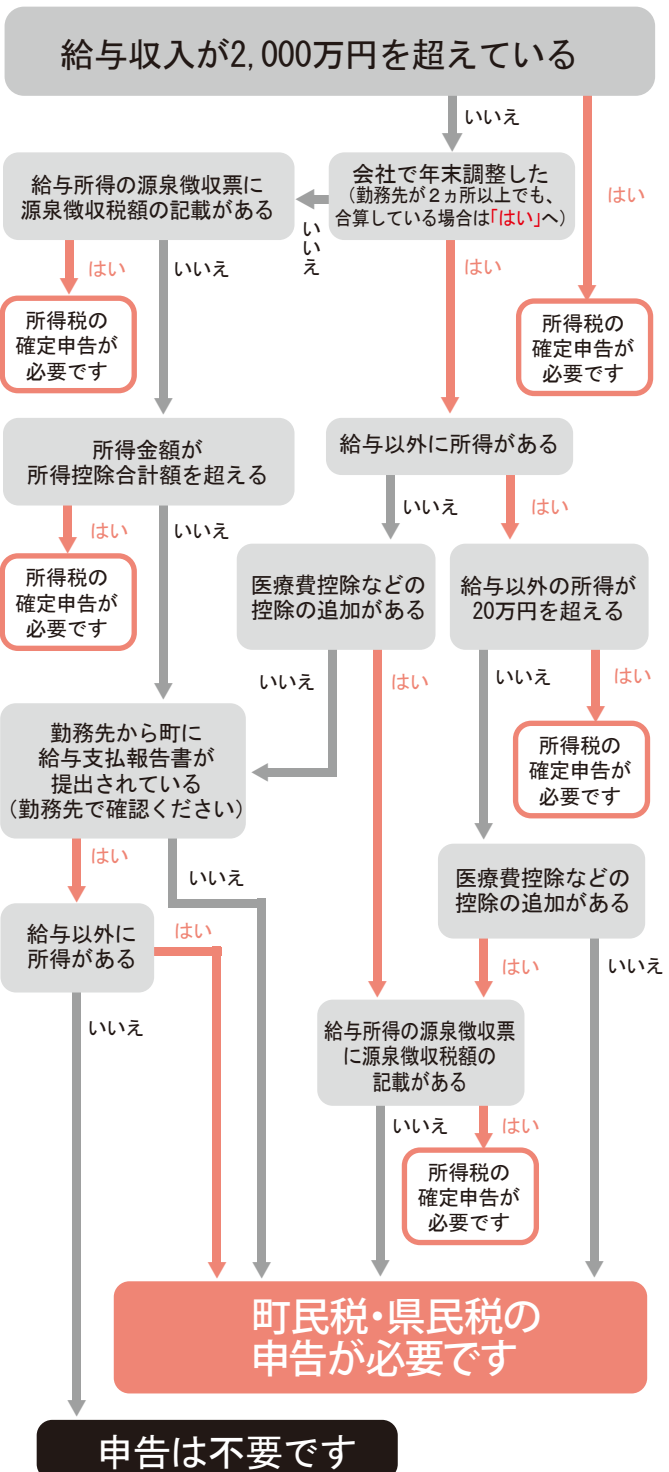 給与収入が2,000万円を超えている
いいえ
はい
会社で年末調整した
(勤務先が２ヵ所以上でも、
合算している場合は「はい」へ)
いいえ
はい
給与所得の源泉徴収票に
源泉徴収税額の記載がある
はい
いいえ
所得税の
確定申告が
必要です
所得税の
確定申告が
必要です
所得金額が
所得控除合計額を超える
はい
いいえ
所得税の
確定申告が
必要です
給与以外に所得がある
いいえ
はい
医療費控除などの
控除の追加がある
いいえ
はい
給与以外の所得が
20万円を超える
いいえ
はい
所得税の
確定申告が
必要です
勤務先から町に
給与支払報告書が
提出されている
(勤務先で確認ください)
はい
いいえ
医療費控除などの
控除の追加がある
はい
いいえ
給与以外に
所得がある
はい
いいえ
給与所得の源泉徴収票
に源泉徴収税額の
記載がある
いいえ
はい
所得税の
確定申告が
必要です
町民税・県民税の
申告が必要です
申告は不要です